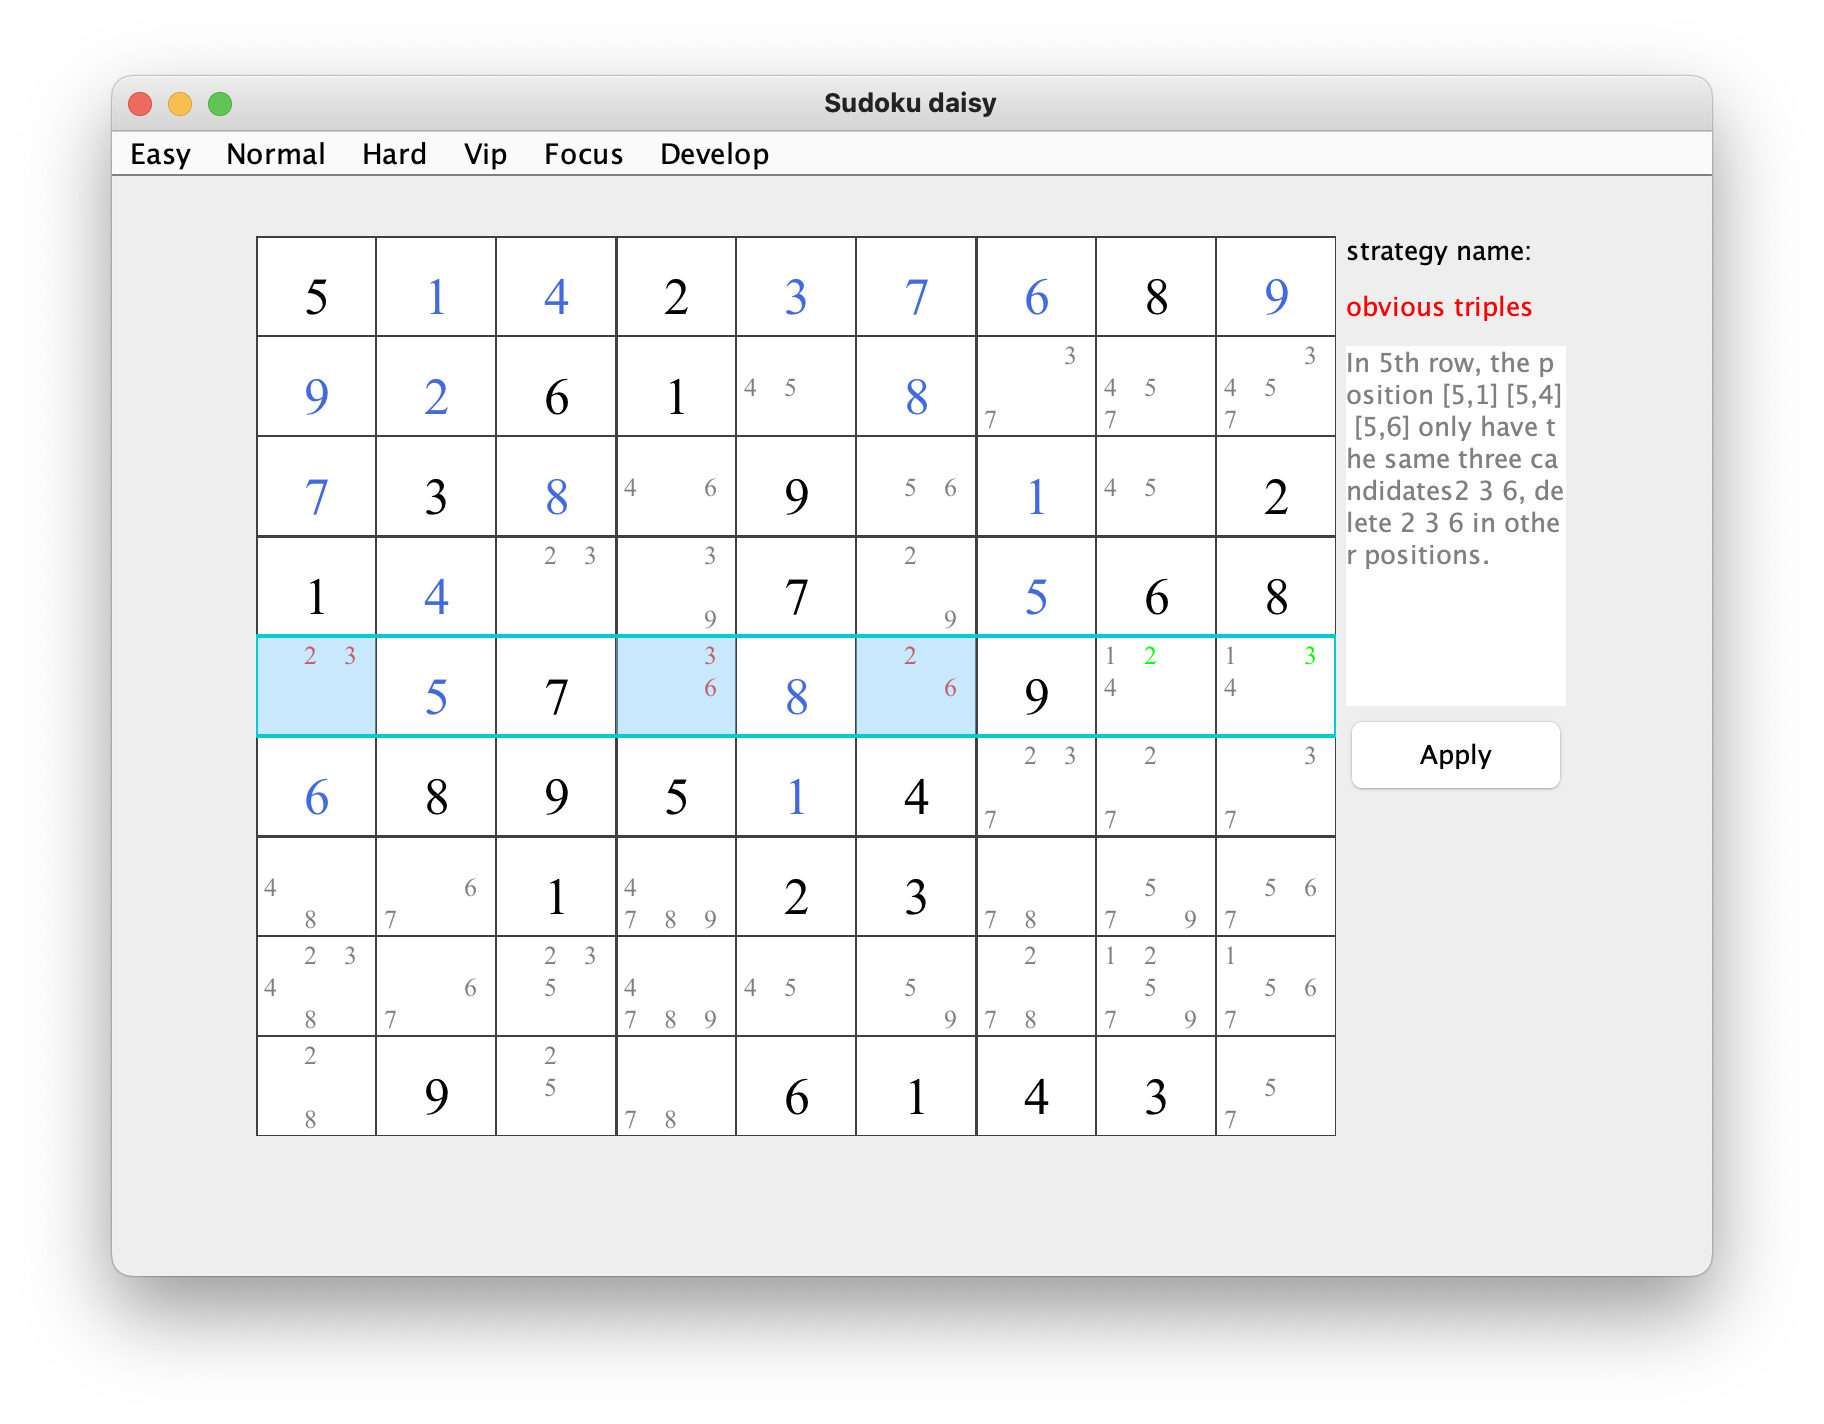 Sudoku daisy
Easy Normal Hard Vip Focus Develop
5 1 4 2 3 7 6 8 9
strategy name:
obvious triples
3 3
9 2 6 1 4 5 8 4 5 4 5
7 7 7
In 5th row, the p
osition [5,1] [5,4]
[5,6] only have t
he same three ca
ndidates2 3 6, de
lete 2 3 6 in othe
r positions.
7 3 8 4 6 9 5 6 1 4 5 2
2 3 3 2
1 4 7 5 6 8
9 9
2 3 3 2 1 2 1 3
5 7 6 8 6 9 4 4
Apply
2 3 2 3
6 8 9 5 1 4
7 7 7
4 6 1 4 2 3 5 5 6
8 7 7 8 9 7 8 7 9 7
2 3 2 3 2 1 2 1
4 6 5 4 4 5 5 5 5 6
8 7 7 8 9 9 7 8 7 9 7
2 2
9 5 6 1 4 3 5
8 7 8 7